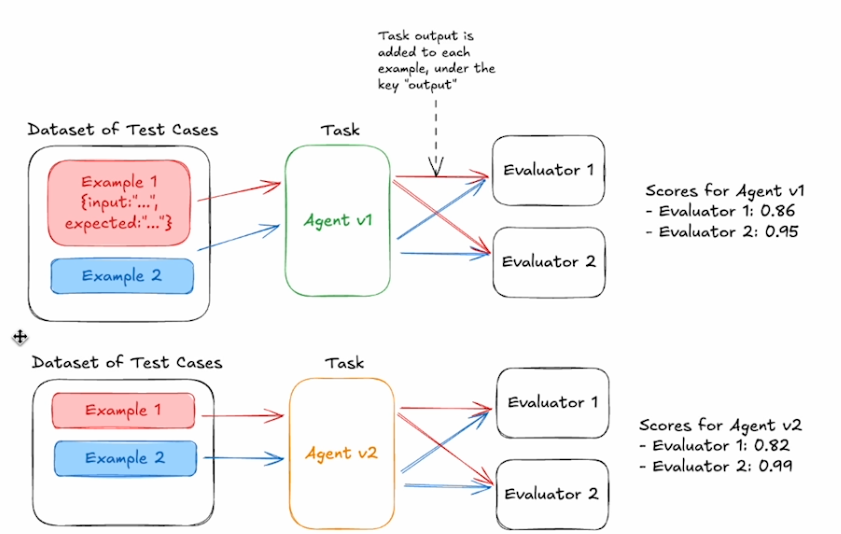 Task output is
added to each
example, under the
key "output"
Dataset of Test Cases
Task
Example 1
{input:"...",
expected:"..."}
Example 2
Agent v1
Evaluator 1
Evaluator 2
Scores for Agent v1
- Evaluator 1: 0.86
- Evaluator 2: 0.95
Dataset of Test Cases
Task
Example 1
Example 2
Agent v2
Evaluator 1
Evaluator 2
Scores for Agent v2
- Evaluator 1: 0.82
- Evaluator 2: 0.99